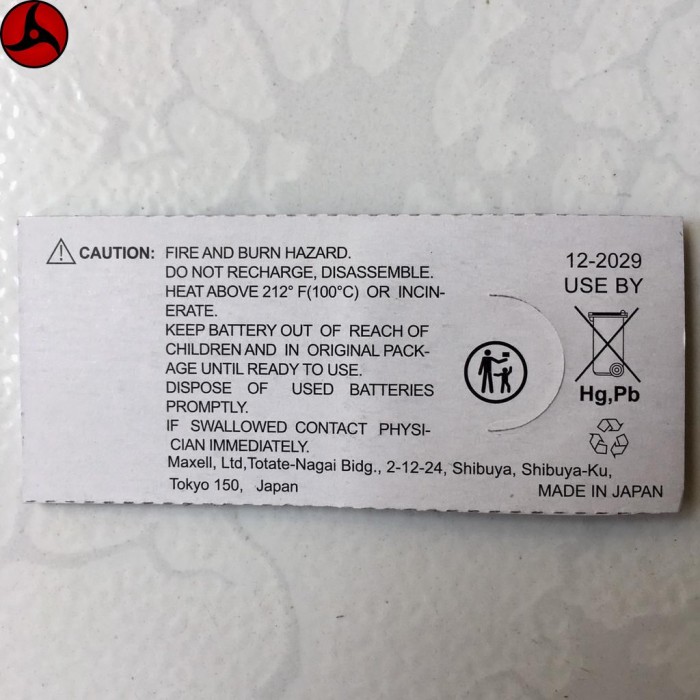 CAUTION: FIRE AND BURN HAZARD.
DO NOT RECHARGE, DISASSEMBLE.
HEAT ABOVE 212° F(100°C) OR INCIN-
ERATE.
KEEP BATTERY OUT OF REACH OF
CHILDREN AND IN ORIGINAL PACK-
AGE UNTIL READY TO USE.
DISPOSE OF USED BATTERIES
PROMPTLY.
IF SWALLOWED CONTACT PHYSI-
CIAN IMMEDIATELY.
Maxell, Ltd,Totate-Nagai Bidg., 2-12-24, Shibuya, Shibuya-Ku,
Tokyo 150, Japan
12-2029
USE BY
Hg,Pb
MADE IN JAPAN